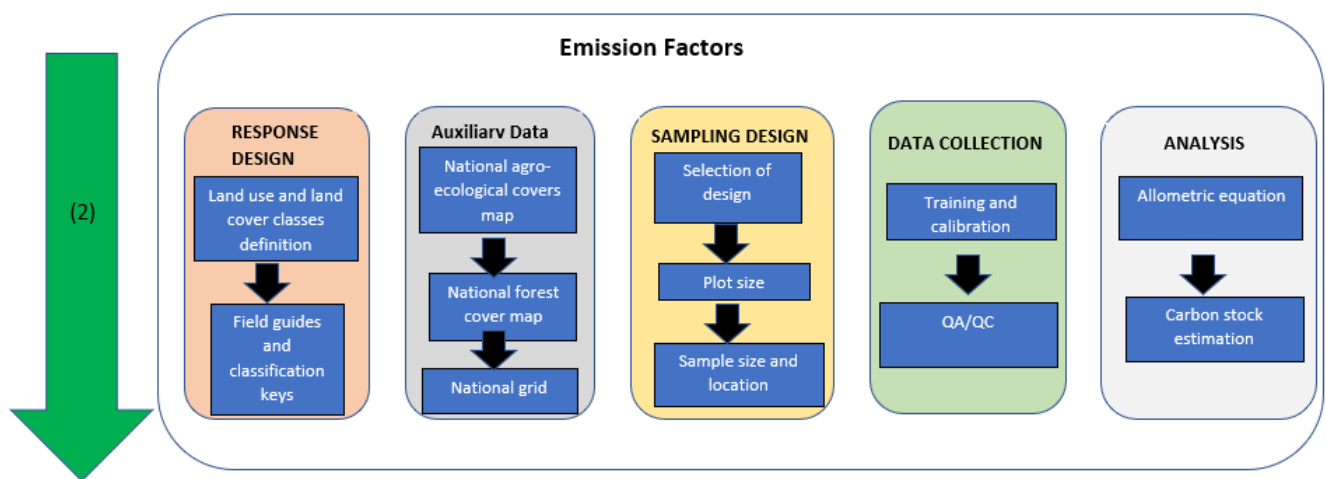 Emission Factors
(2)
RESPONSE
DESIGN
Land use and land
cover classes
definition
Field guides
and
classification
keys
Auxiliary Data
National agro-
ecological covers
map
National forest
cover map
National grid
SAMPLING DESIGN
Selection of
design
Plot size
Sample size and
location
DATA COLLECTION
Training and
calibration
QA/QC
ANALYSIS
Allometric equation
Carbon stock
estimation